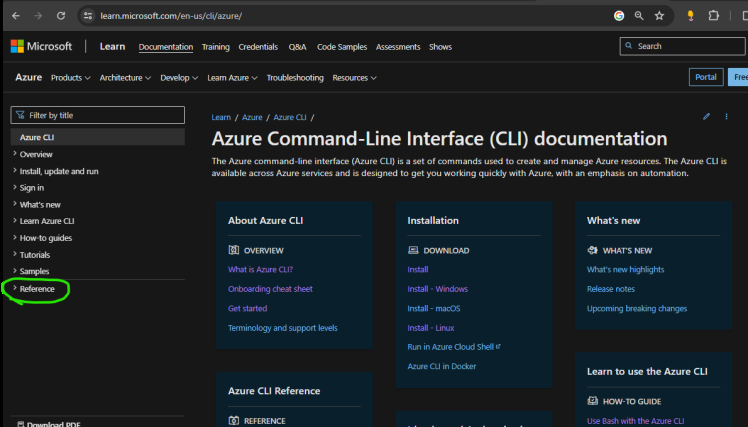 learn.microsoft.com/en-us/cli/azure/
Microsoft Learn Documentation Training Credentials Q&A Code Samples Assessments Shows Search
Azure Products Architecture Develop Learn Azure Troubleshooting Resources Portal Free
Filter by title
Azure CLI
Overview
Install, update and run
Sign in
What's new
Learn Azure CLI
How-to guides
Tutorials
Samples
Reference
Download PDF
Learn / Azure / Azure CLI /
Azure Command-Line Interface (CLI) documentation
The Azure command-line interface (Azure CLI) is a set of commands used to create and manage Azure resources. The Azure CLI is
available across Azure services and is designed to get you working quickly with Azure, with an emphasis on automation.
About Azure CLI
OVERVIEW
What is Azure CLI?
Onboarding cheat sheet
Get started
Terminology and support levels
Installation
DOWNLOAD
Install
Install - Windows
Install - macOS
Install - Linux
Run in Azure Cloud Shell
Azure CLI in Docker
What's new
WHAT'S NEW
What's new highlights
Release notes
Upcoming breaking changes
Azure CLI Reference
REFERENCE
Learn to use the Azure CLI
HOW-TO GUIDE
Use Bash with the Azure CLI